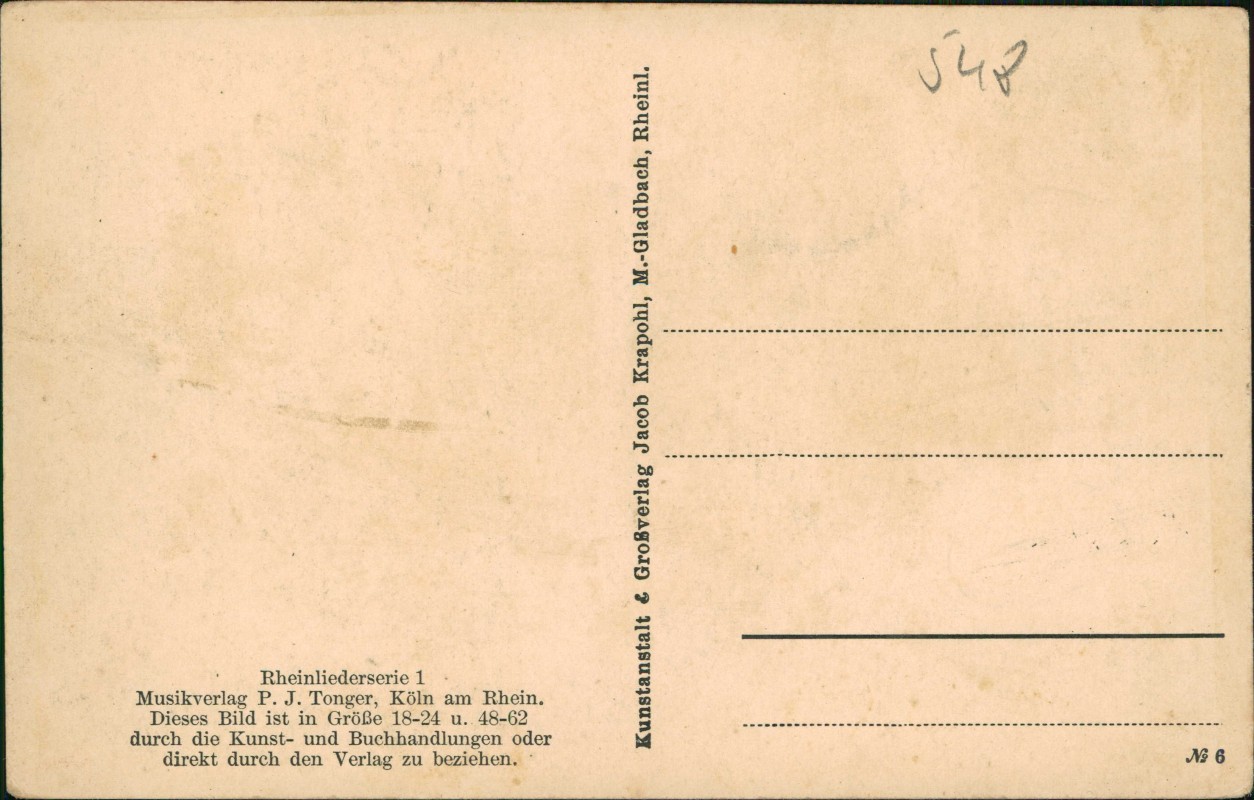 Rheinliederserie 1
Musikverlag P. J. Tonger, Köln am Rhein.
Dieses Bild ist in Größe 18-24 u. 48-62
durch die Kunst- und Buchhandlungen oder
direkt durch den Verlag zu beziehen.
Kunstanstalt & Großverlag Jacob Krapohl, M.-Gladbach, Rheinl.
548
№ 6